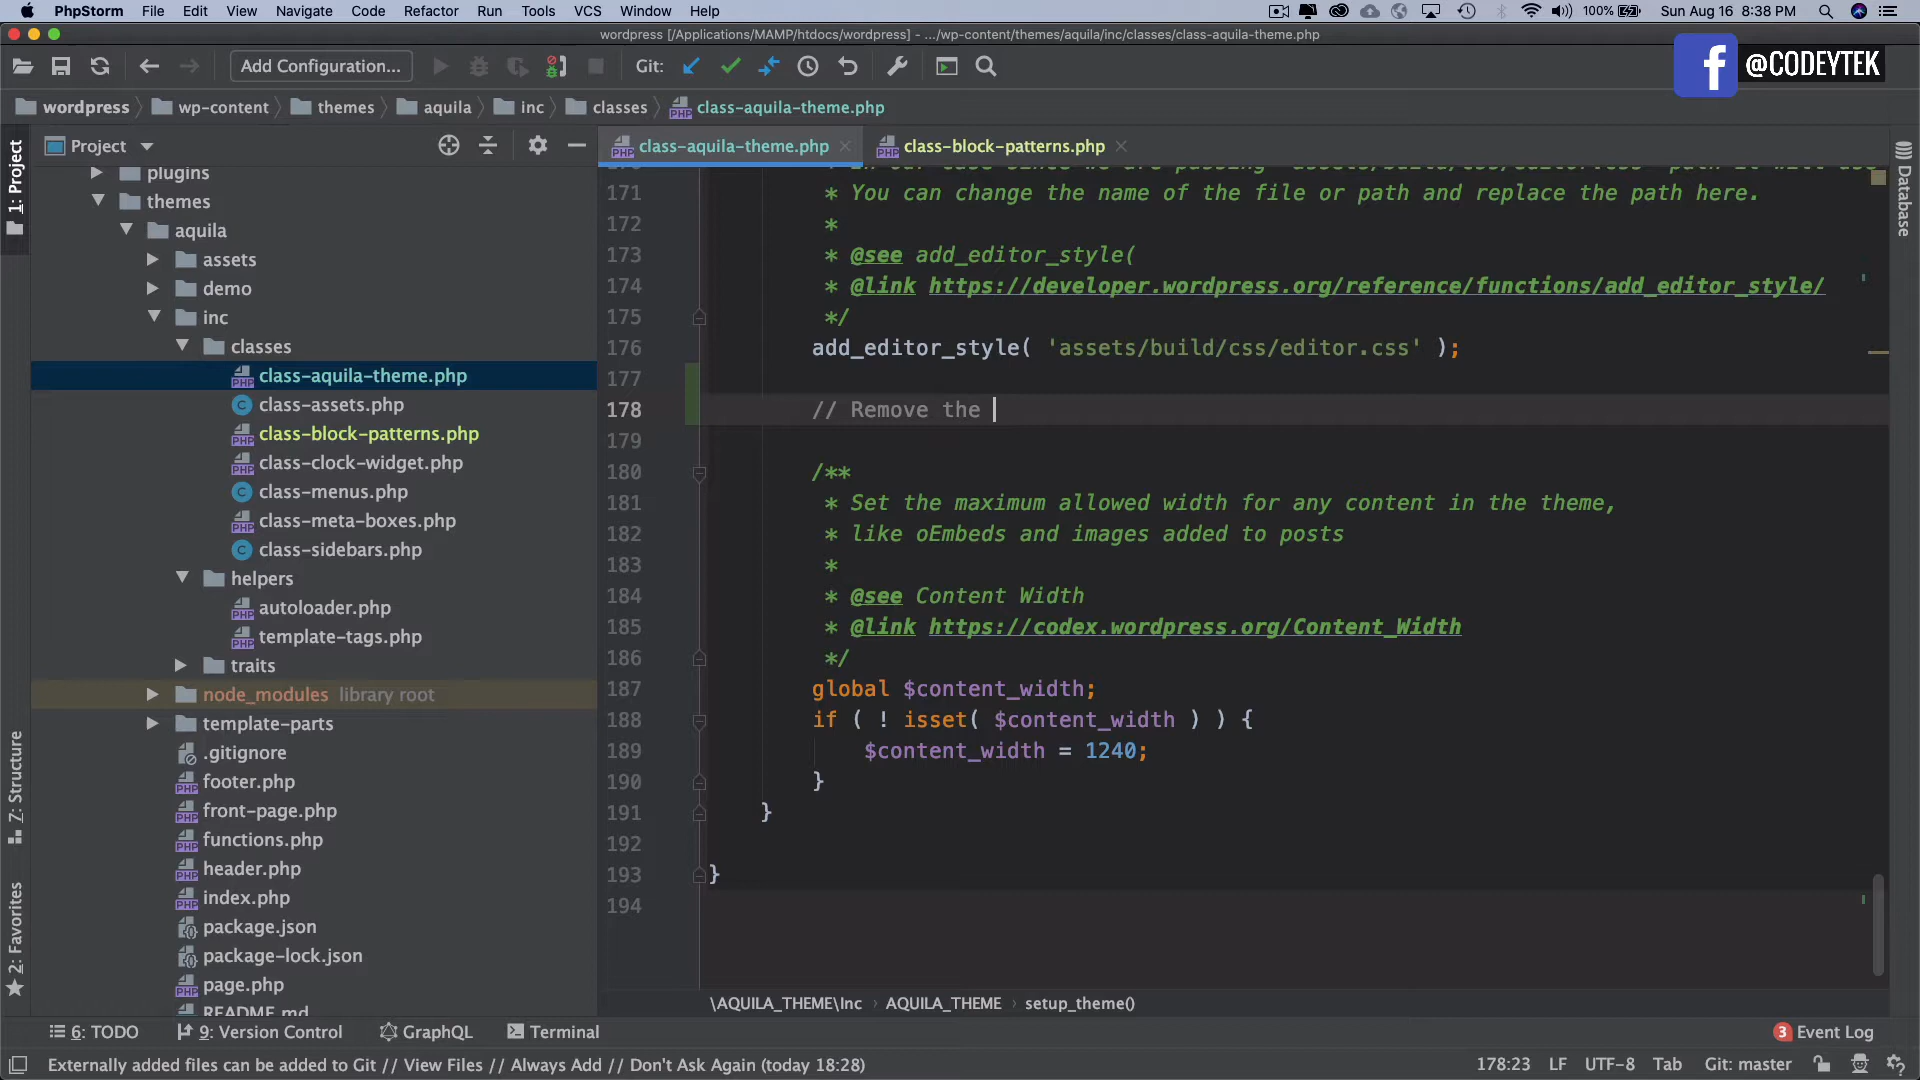 PhpStorm File Edit View Navigate Code Refactor Run Tools VCS Window Help 100% Sun Aug 16 8:38 PM
wordpress [/Applications/MAMP/htdocs/wordpress] - .../wp-content/themes/aquila/inc/classes/class-aquila-theme.php
Add Configuration... Git:
f @CODEYTEK
wordpress wp-content themes aquila inc classes class-aquila-theme.php
Project
class-aquila-theme.php class-block-patterns.php
1: Project
Z: Structure
2: Favorites
Database
plugins
themes
aquila
assets
demo
inc
classes
class-aquila-theme.php
class-assets.php
class-block-patterns.php
class-clock-widget.php
class-menus.php
class-meta-boxes.php
class-sidebars.php
helpers
autoloader.php
template-tags.php
traits
node_modules library root
template-parts
.gitignore
footer.php
front-page.php
functions.php
header.php
index.php
package.json
package-lock.json
page.php
README.md
171 * You can change the name of the file or path and replace the path here.
172 *
173 * @see add_editor_style(
174 * @link https://developer.wordpress.org/reference/functions/add_editor_style/
175 */
176 add_editor_style( 'assets/build/css/editor.css' );
177
178 // Remove the
179
180 /**
181 * Set the maximum allowed width for any content in the theme,
182 * like oEmbeds and images added to posts
183 *
184 * @see Content Width
185 * @link https://codex.wordpress.org/Content_Width
186 */
187 global $content_width;
188 if ( ! isset( $content_width ) ) {
189 $content_width = 1240;
190 }
191 }
192
193 }
194
\AQUILA_THEME\Inc › AQUILA_THEME › setup_theme()
6: TODO 9: Version Control GraphQL Terminal 3 Event Log
Externally added files can be added to Git // View Files // Always Add // Don't Ask Again (today 18:28) 178:23 LF UTF-8 Tab Git: master